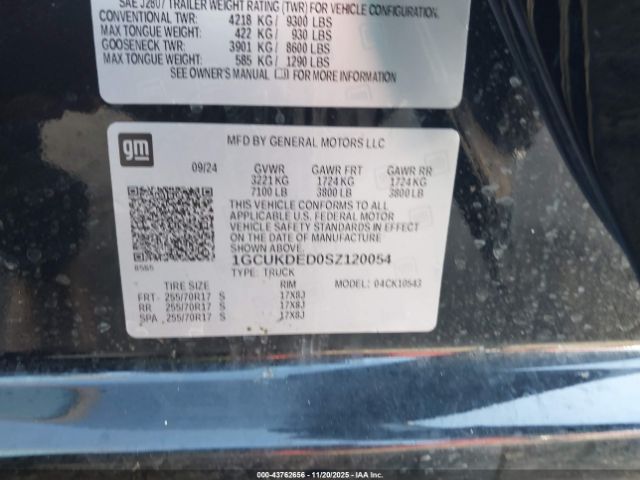 SAE J2807 TRAILER WEIGHT RATING (TWR) FOR VEHICLE CONFIGURATION.
CONVENTIONAL TWR: 4218 KG / 9300 LBS
MAX TONGUE WEIGHT: 422 KG / 930 LBS
GOOSENECK TWR: 3901 KG / 8600 LBS
MAX TONGUE WEIGHT: 585 KG / 1290 LBS
SEE OWNER'S MANUAL FOR MORE INFORMATION
gm
MFD BY GENERAL MOTORS LLC
09/24 GVWR GAWR FRT GAWR RR
3221 KG 1724 KG 1724 KG
7100 LB 3800 LB 3800 LB
THIS VEHICLE CONFORMS TO ALL
APPLICABLE U.S. FEDERAL MOTOR
VEHICLE SAFETY STANDARDS IN EFFECT
ON THE DATE OF MANUFACTURE
SHOWN ABOVE.
8585 1GCUKDED0SZ120054
TYPE: TRUCK
TIRE SIZE RIM MODEL: 04CK10543
FRT- 255/70R17 S 17X8J
RR 255/70R17 S 17X8J
SPA 255/70R17 S 17X8J
© 2025 - 43762656 - 11/20/2025 - IAAI.COM